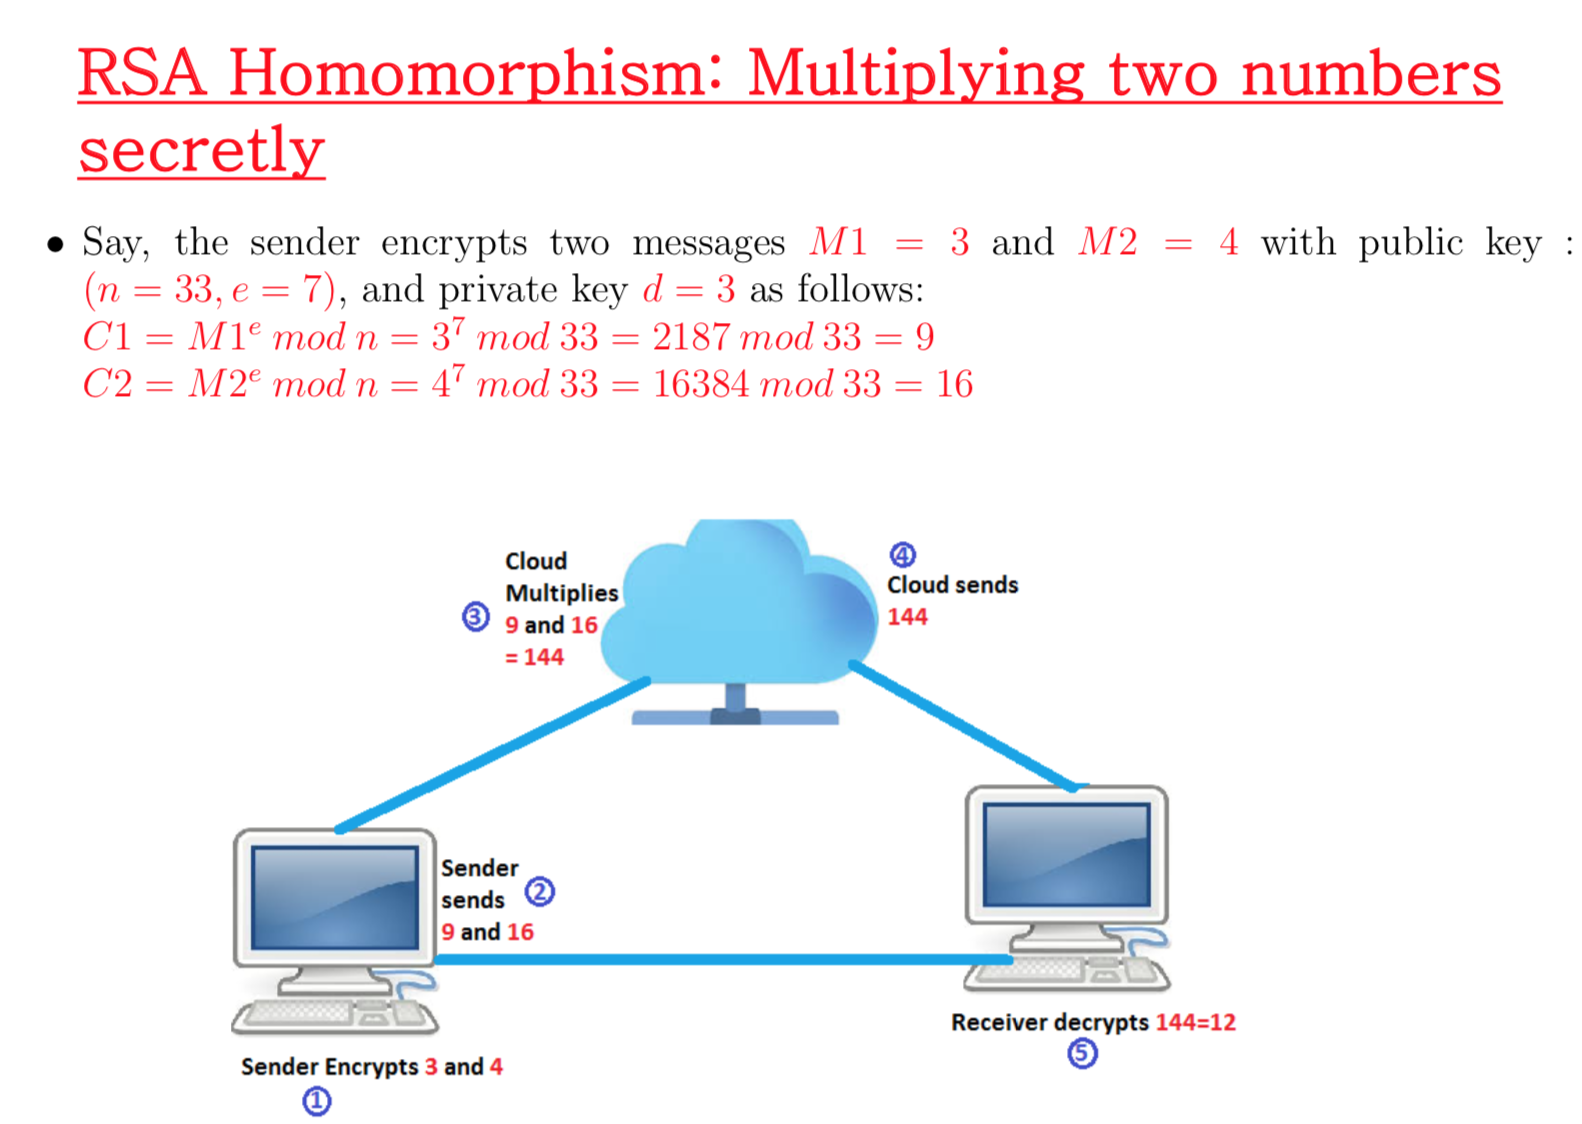 RSA Homomorphism: Multiplying two numbers
secretly
• Say, the sender encrypts two messages M1 = 3 and M2 = 4 with public key :
(n = 33, e = 7), and private key d = 3 as follows:
C1 = M1^e mod n = 3^7 mod 33 = 2187 mod 33 = 9
C2 = M2^e mod n = 4^7 mod 33 = 16384 mod 33 = 16
Cloud
Multiplies
③ 9 and 16
= 144
④
Cloud sends
144
Sender
sends ②
9 and 16
Receiver decrypts 144=12
⑤
Sender Encrypts 3 and 4
①